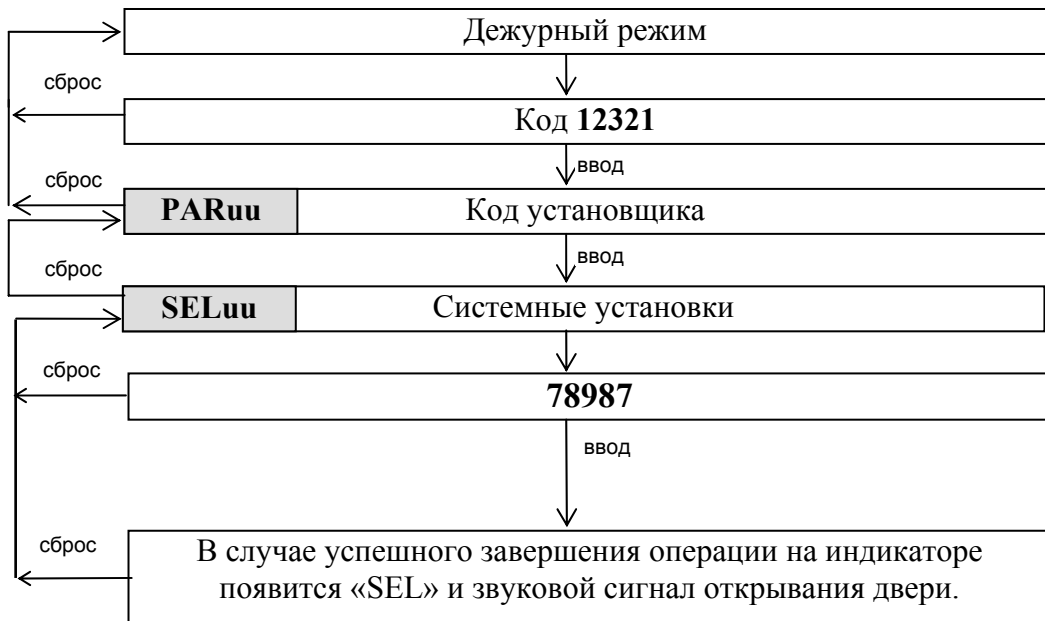 Дежурный режим
сброс
Код 12321
ввод
сброс
PARuu Код установщика
ввод
сброс
SELuu Системные установки
сброс
78987
ввод
сброс
В случае успешного завершения операции на индикаторе
появится «SEL» и звуковой сигнал открывания двери.